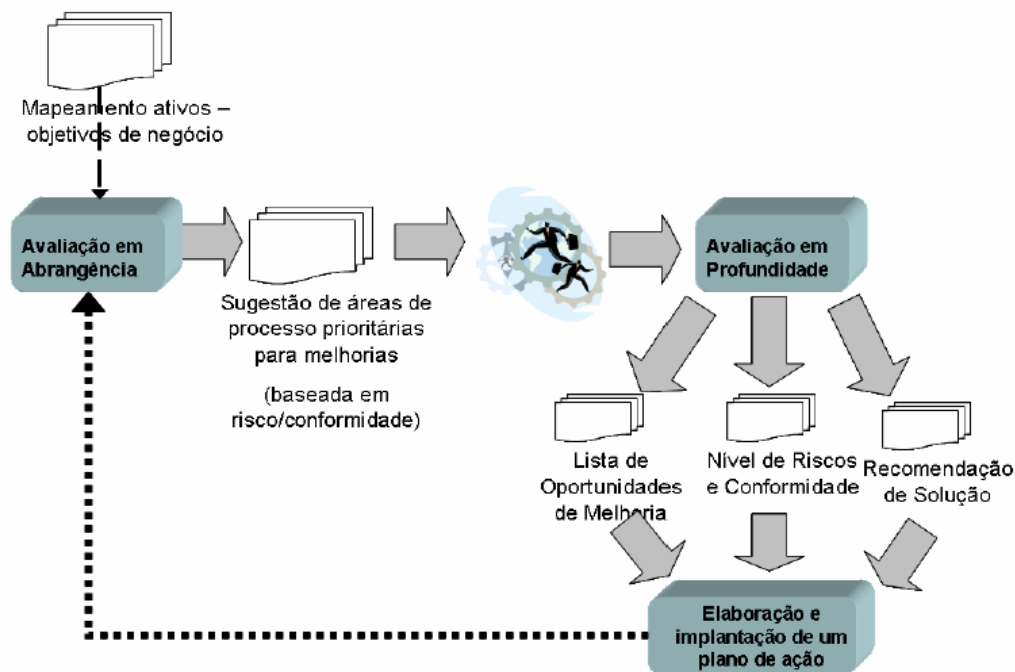 Mapeamento ativos –
objetivos de negócio
Avaliação em
Abrangência
Sugestão de áreas de
processo prioritárias
para melhorias
(baseada em
risco/conformidade)
Avaliação em
Profundidade
Lista de
Oportunidades
de Melhoria
Nível de Riscos
e Conformidade
Recomendação
de Solução
Elaboração e
implantação de um
plano de ação